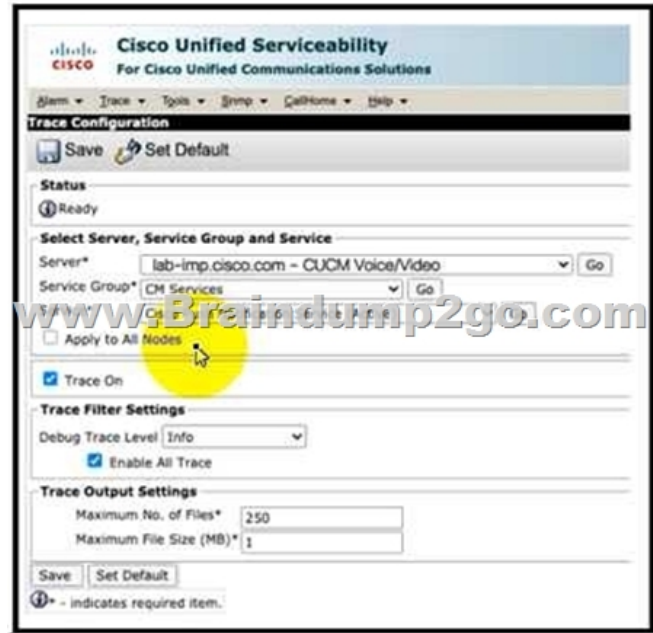 cisco
Cisco Unified Serviceability
For Cisco Unified Communications Solutions
Alarm Trace Tools Snmp CallHome Help
Trace Configuration
Save Set Default
Status
Ready
Select Server, Service Group and Service
Server* lab-imp.cisco.com - CUCM Voice/Video Go
Service Group* CM Services Go
www.Braindump2go.com
Apply to All Nodes
Trace On
Trace Filter Settings
Debug Trace Level Info
Enable All Trace
Trace Output Settings
Maximum No. of Files* 250
Maximum File Size (MB)* 1
Save Set Default
* - indicates required item.